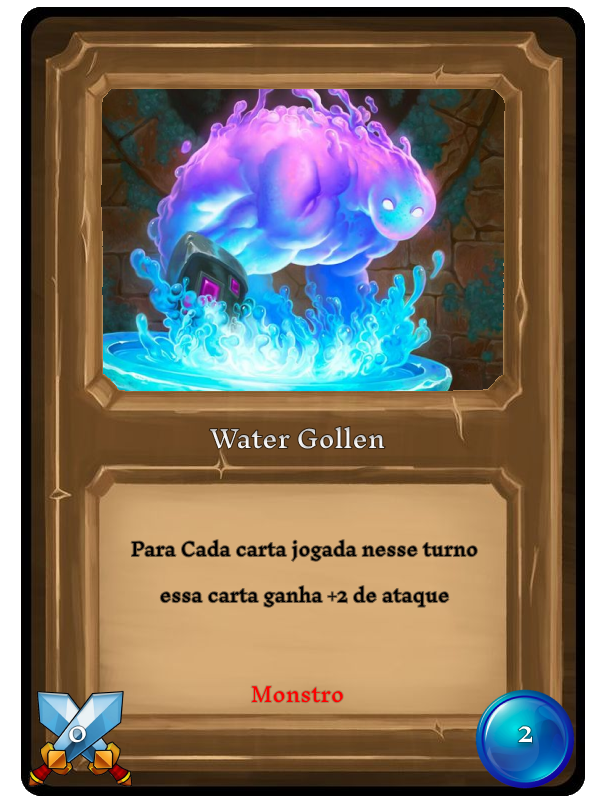 Water Gollen
Para Cada carta jogada nesse turno
essa carta ganha +2 de ataque
Monstro
0
2